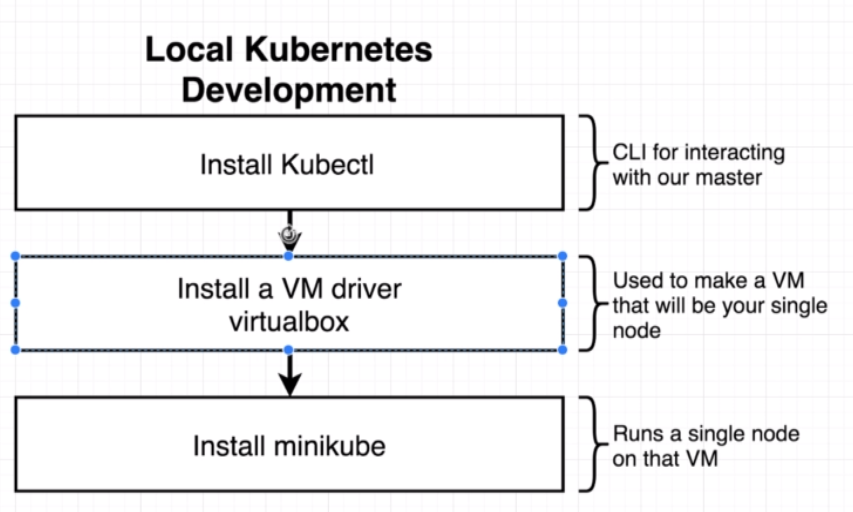 Local Kubernetes
Development
Install Kubectl
CLI for interacting
with our master
Install a VM driver
virtualbox
Used to make a VM
that will be your single
node
Install minikube
Runs a single node
on that VM